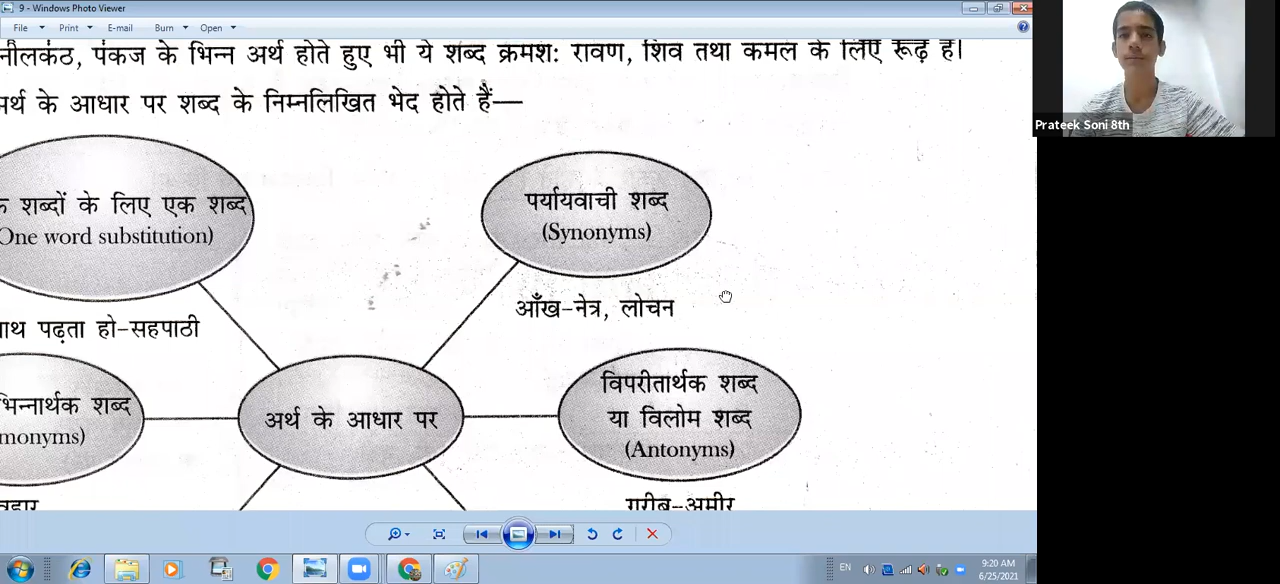 9 - Windows Photo Viewer
File Print E-mail Burn Open
नीलकंठ, पंकज के भिन्न अर्थ होते हुए भी ये शब्द क्रमशः रावण, शिव तथा कमल के लिए रूढ़ हैं।
के आधार पर शब्द के निम्नलिखित भेद होते हैं—
शब्दों के लिए एक शब्द
(One word substitution)
पर्यायवाची शब्द
(Synonyms)
आँख-नेत्र, लोचन
पढ़ता हो-सहपाठी
भिन्नार्थक शब्द
monyms)
अर्थ के आधार पर
विपरीतार्थक शब्द
या विलोम शब्द
(Antonyms)
गरीब-अमीर
Prateek Soni 8th
EN
9:20 AM
6/25/2021